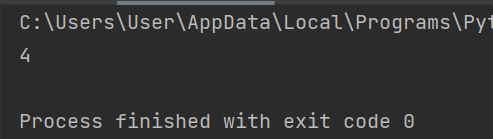 C:\Users\User\AppData\Local\Programs\Pyt
4
Process finished with exit code 0